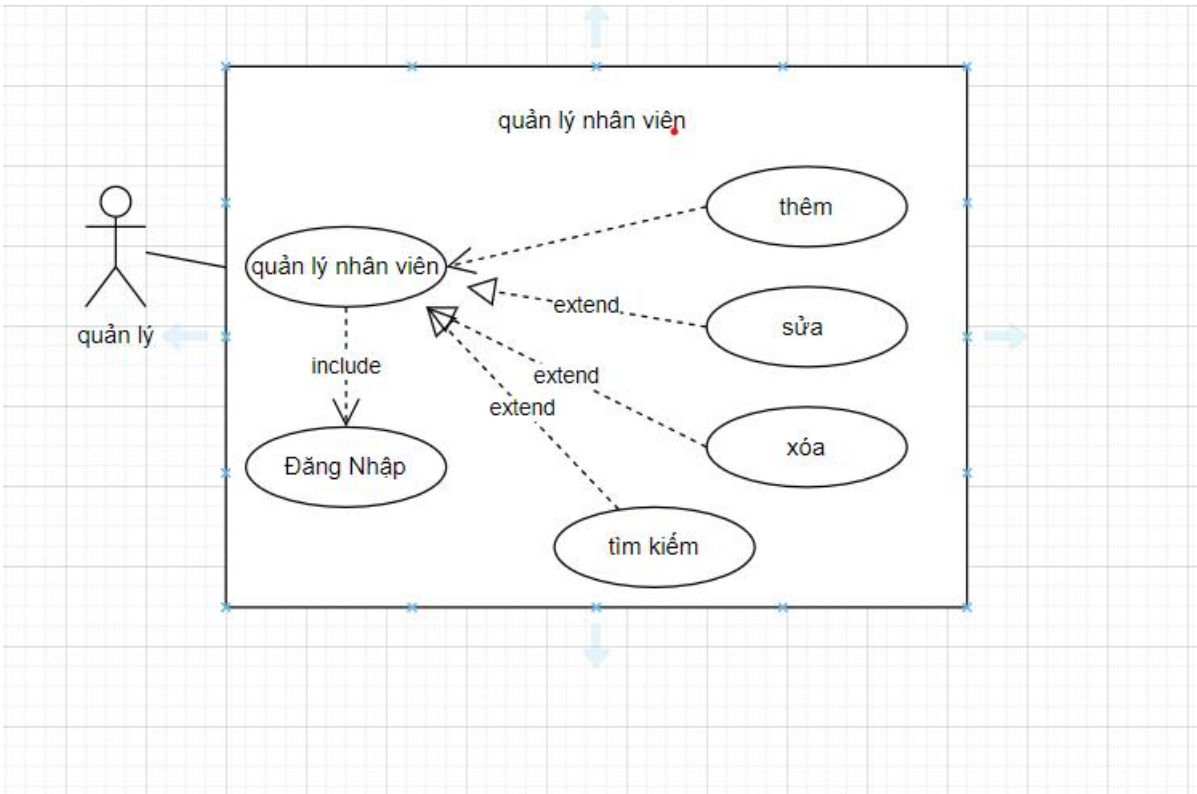 quản lý nhân viên
thêm
quản lý nhân viên
extend
sửa
quản lý
include
extend
extend
xóa
Đăng Nhập
tìm kiếm